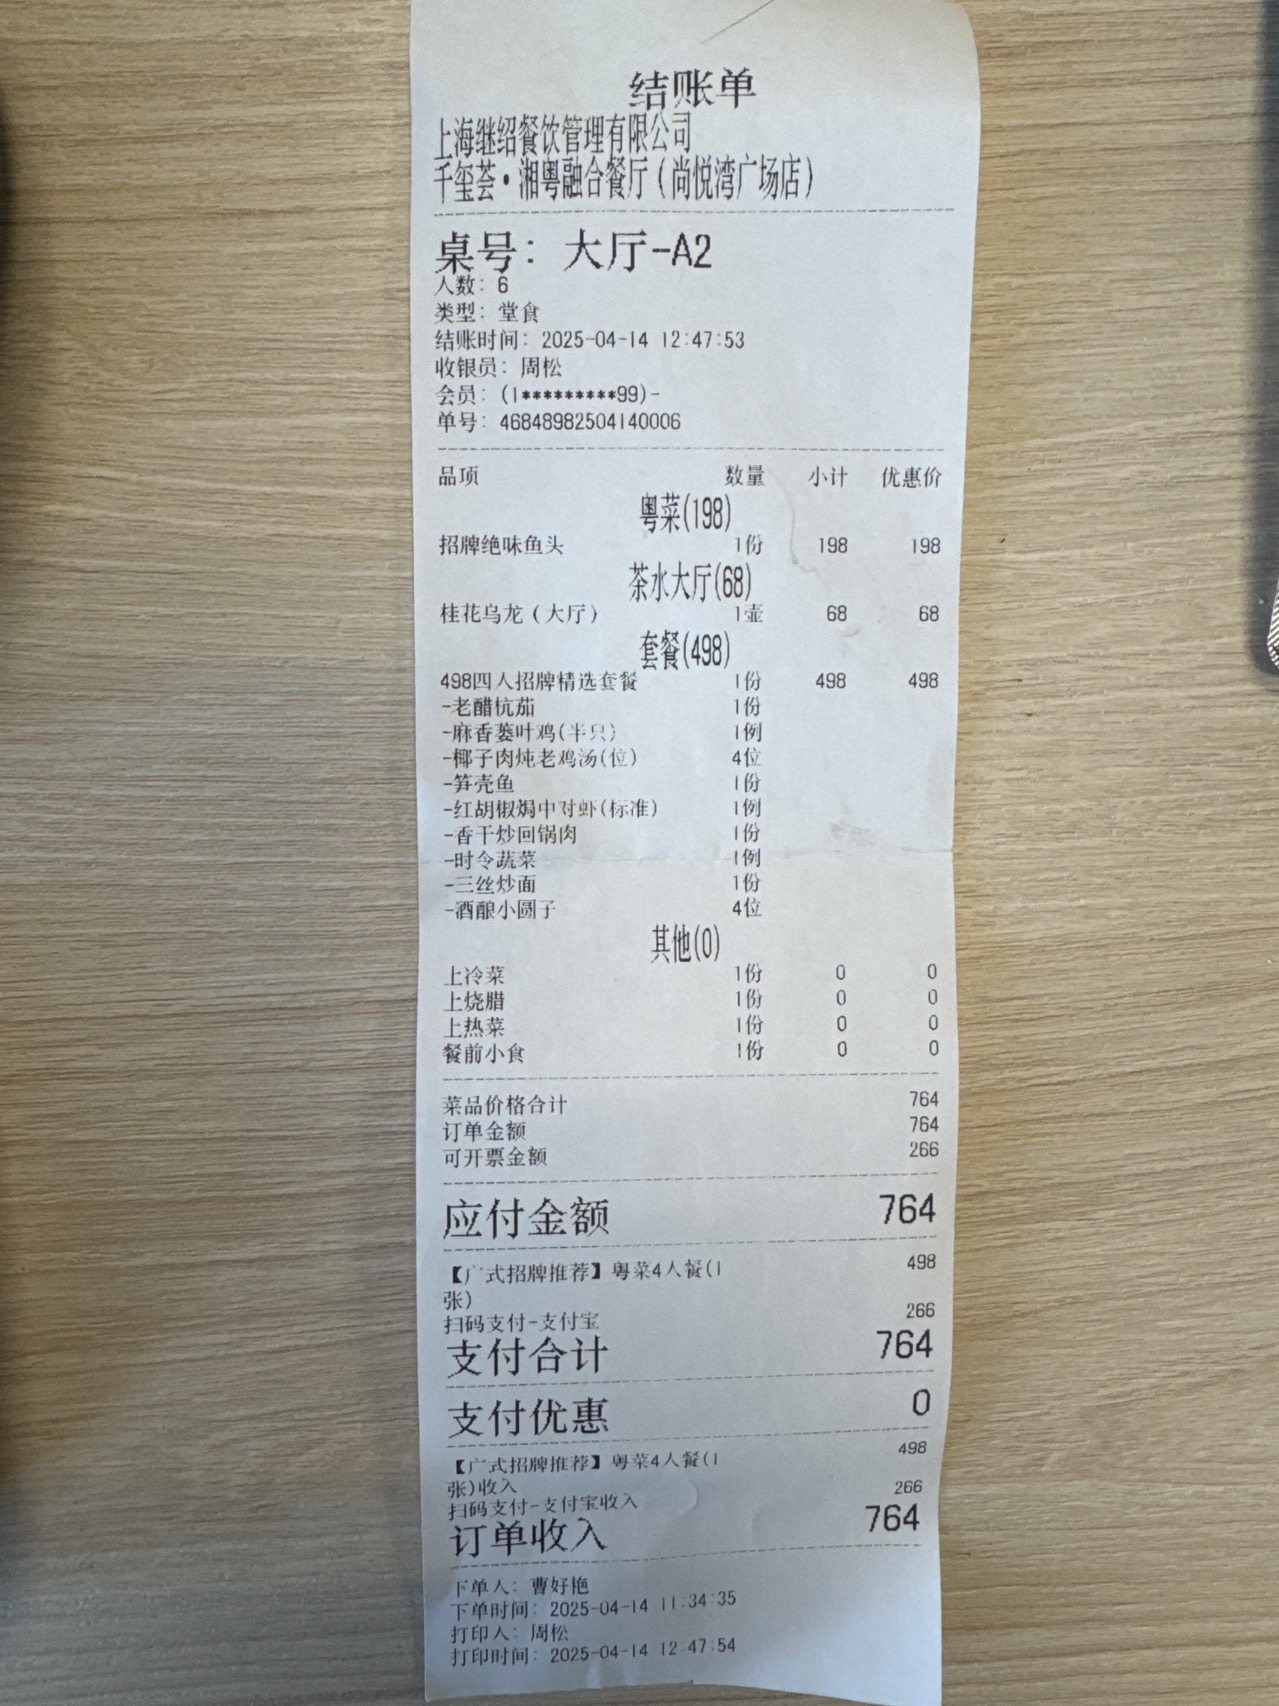 结账单
上海继绍餐饮管理有限公司
千玺荟·湘粤融合餐厅(尚悦湾广场店)
桌号: 大厅-A2
人数: 6
类型: 堂食
结账时间: 2025-04-14 12:47:53
收银员: 周松
会员: (1*********99)-
单号: 46848982504140006
品项 数量 小计 优惠价
粤菜(198)
招牌绝味鱼头 1份 198 198
茶水大厅(68)
桂花乌龙(大厅) 1壶 68 68
套餐(498)
498四人招牌精选套餐 1份 498 498
-老醋杭茄 1份
-麻香蒌叶鸡(半只) 1例
-椰子肉炖老鸡汤(位) 4位
-笋壳鱼 1份
-红胡椒焗中对虾(标准) 1例
-香干炒回锅肉 1份
-时令蔬菜 1例
-三丝炒面 1份
-酒酿小圆子 4位
其他(0)
上冷菜 1份 0 0
上烧腊 1份 0 0
上热菜 1份 0 0
餐前小食 1份 0 0
菜品价格合计 764
订单金额 764
可开票金额 266
应付金额 764
【广式招牌推荐】粤菜4人餐(1 498
张)
扫码支付-支付宝 266
支付合计 764
支付优惠 0
【广式招牌推荐】粤菜4人餐(1 498
张)收入
扫码支付-支付宝收入 266
订单收入 764
下单人: 曹好艳
下单时间: 2025-04-14 11:34:35
打印人: 周松
打印时间: 2025-04-14 12:47:54